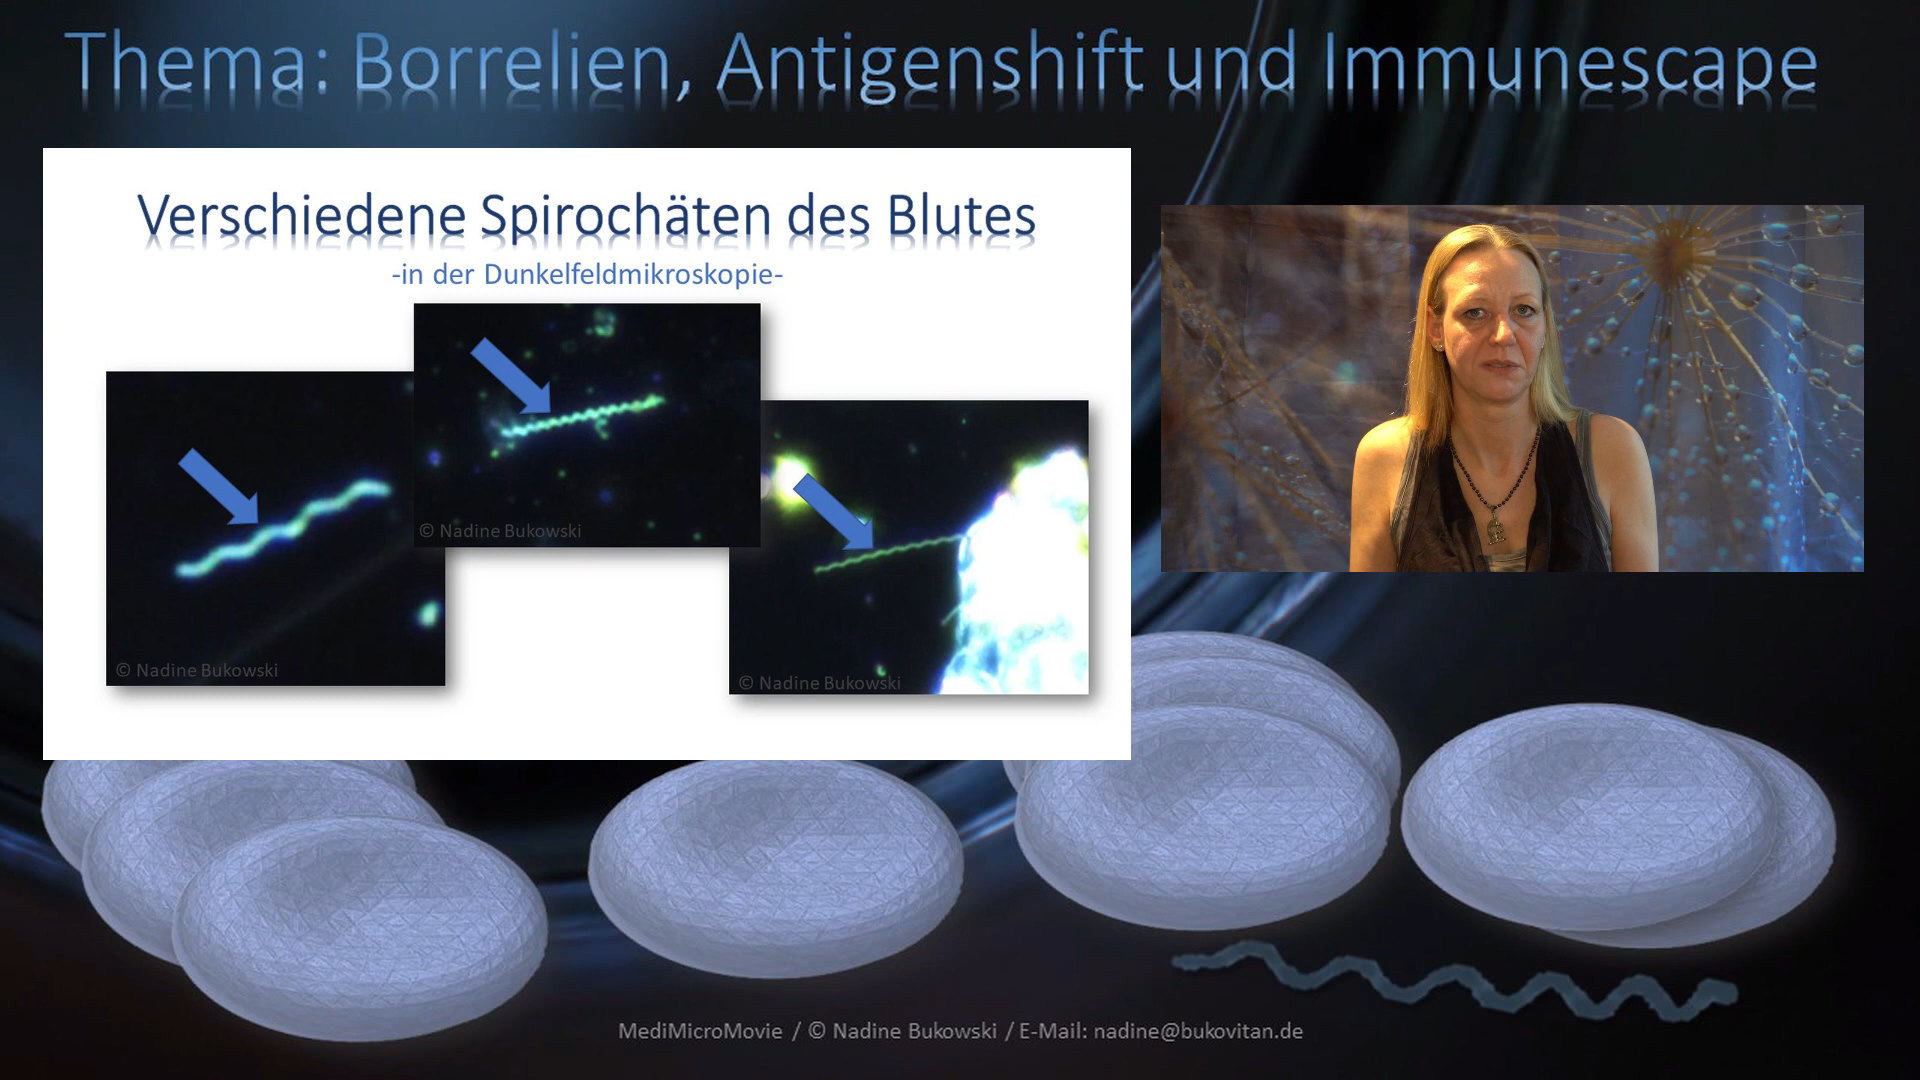 Thema: Borrelien, Antigenshift und Immunescape
Verschiedene Spirochäten des Blutes
-in der Dunkelfeldmikroskopie-
© Nadine Bukowski
© Nadine Bukowski
© Nadine Bukowski
MediMicroMovie / © Nadine Bukowski / E-Mail: nadine@bukovitan.de